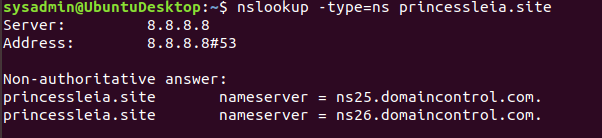 sysadmin@UbuntuDesktop:~$ nslookup -type=ns princessleia.site
Server: 8.8.8.8
Address: 8.8.8.8#53

Non-authoritative answer:
princessleia.site nameserver = ns25.domaincontrol.com.
princessleia.site nameserver = ns26.domaincontrol.com.